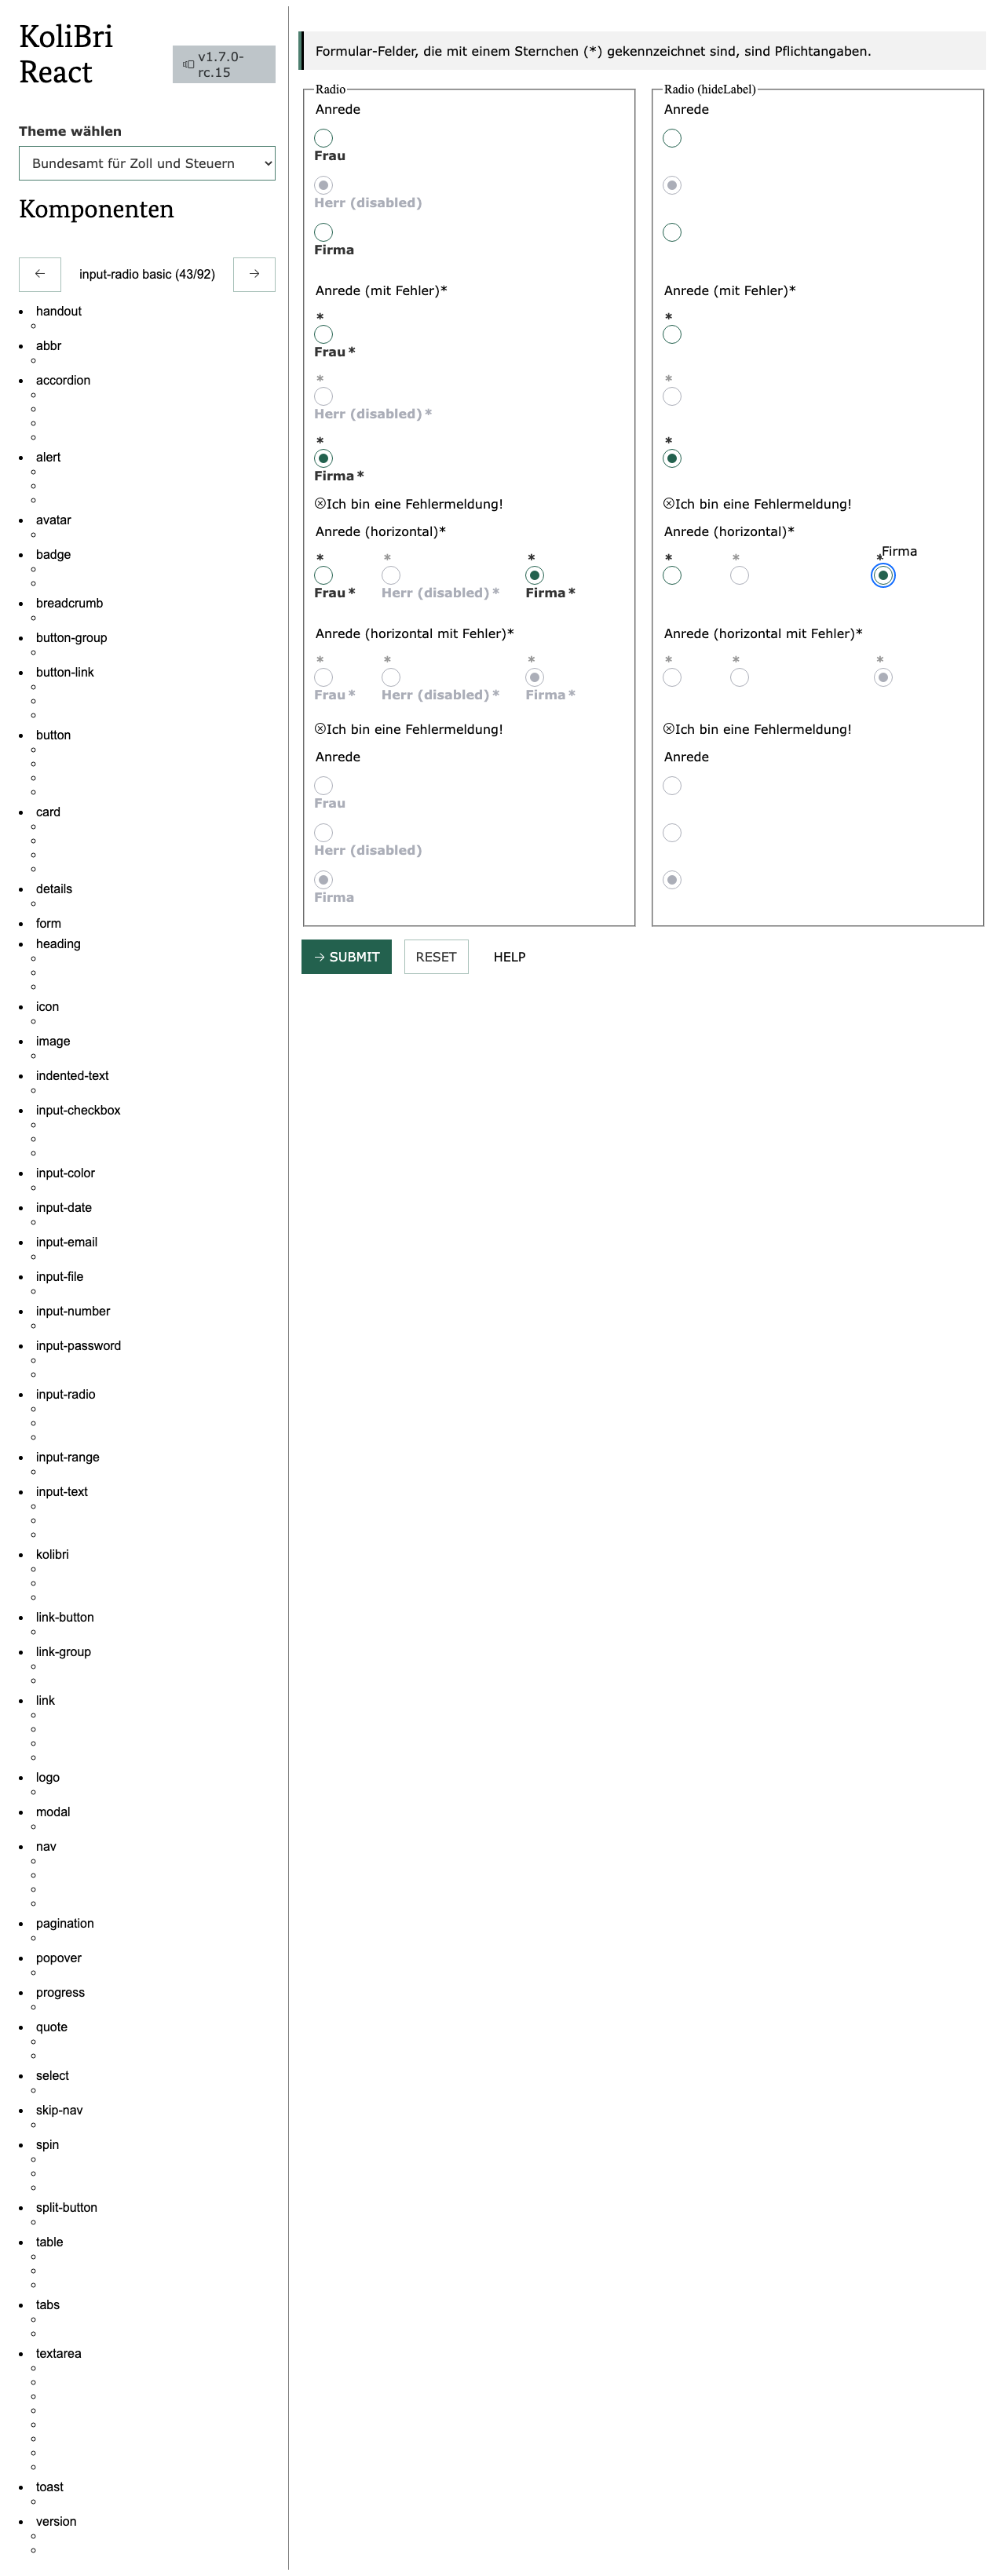 KoliBri
React
v1.7.0-
rc.15
Theme wählen
Bundesamt für Zoll und Steuern
Komponenten
← input-radio basic (43/92) →
handout
abbr
accordion
alert
avatar
badge
breadcrumb
button-group
button-link
button
card
details
form
heading
icon
image
indented-text
input-checkbox
input-color
input-date
input-email
input-file
input-number
input-password
input-radio
input-range
input-text
kolibri
link-button
link-group
link
logo
modal
nav
pagination
popover
progress
quote
select
skip-nav
spin
split-button
table
tabs
textarea
toast
version
Formular-Felder, die mit einem Sternchen (*) gekennzeichnet sind, sind Pflichtangaben.
Radio
Anrede
Frau
Herr (disabled)
Firma
Anrede (mit Fehler)*
*
Frau*
*
Herr (disabled)*
*
Firma*
Ich bin eine Fehlermeldung!
Anrede (horizontal)*
* * *
Frau* Herr (disabled)* Firma*
Anrede (horizontal mit Fehler)*
* * *
Frau* Herr (disabled)* Firma*
Ich bin eine Fehlermeldung!
Anrede
Frau
Herr (disabled)
Firma
Radio (hideLabel)
Anrede
Anrede (mit Fehler)*
*
*
*
Ich bin eine Fehlermeldung!
Anrede (horizontal)*
* * * Firma
Anrede (horizontal mit Fehler)*
* * *
Ich bin eine Fehlermeldung!
Anrede
→ SUBMIT RESET HELP